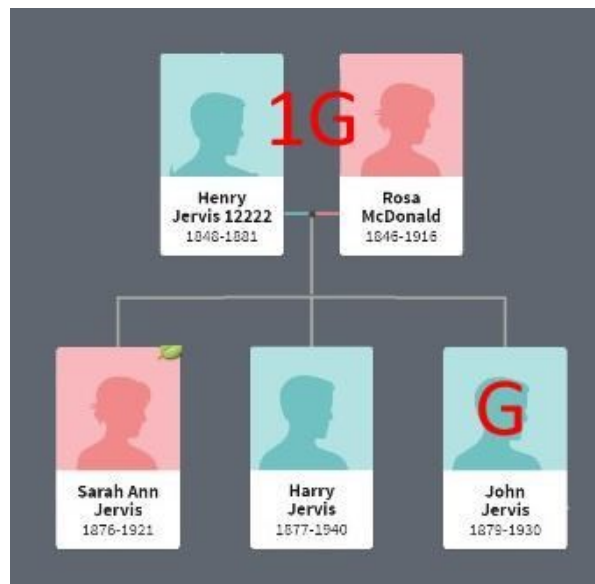 1G
Henry
Jervis 12222
1848-1881
Rosa
McDonald
1846-1916
Sarah Ann
Jervis
1876-1921
Harry
Jervis
1877-1940
G
John
Jervis
1879-1930